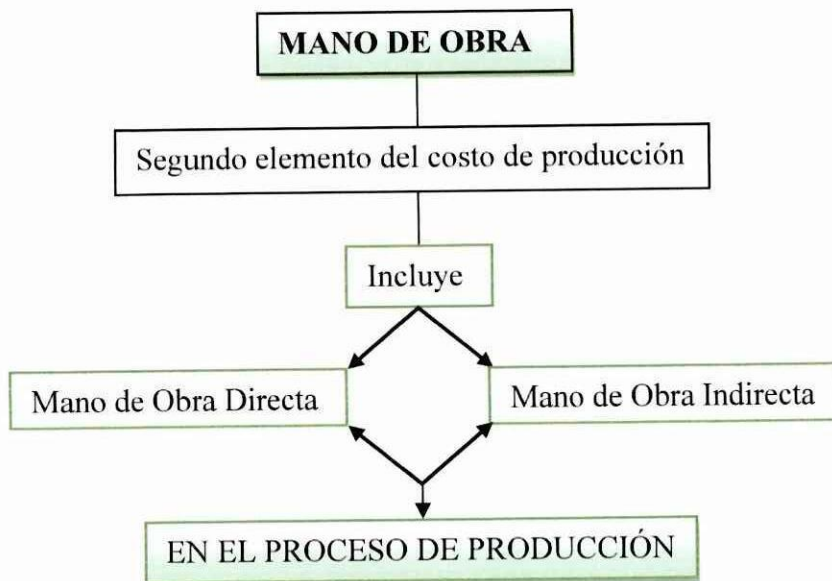 MANO DE OBRA
Segundo elemento del costo de producción
Incluye
Mano de Obra Directa
Mano de Obra Indirecta
EN EL PROCESO DE PRODUCCIÓN